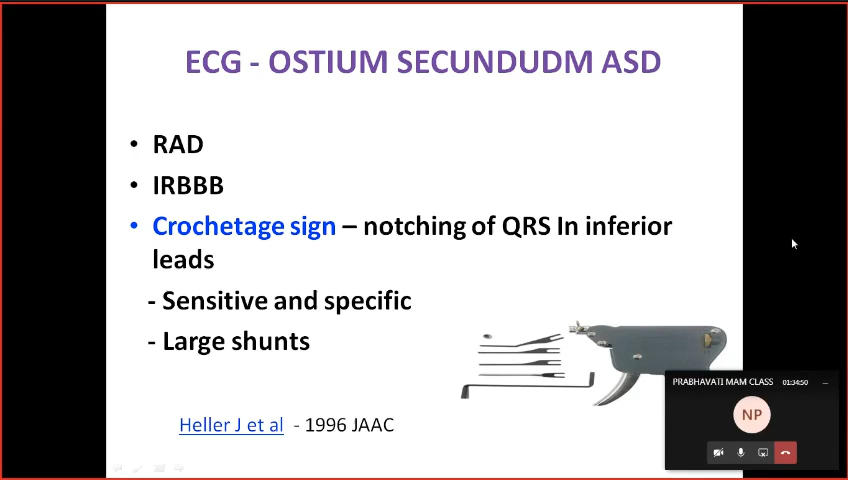 ECG - OSTIUM SECUNDUDM ASD
• RAD
• IRBBB
• Crochetage sign – notching of QRS In inferior
leads
- Sensitive and specific
- Large shunts
Heller J et al - 1996 JAAC
PRABHAVATI MAM CLASS 01:34:50
NP